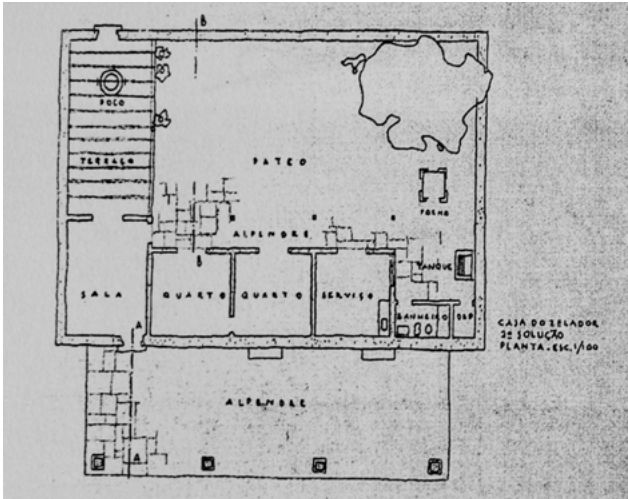 B
POÇO
TERRAÇO
PATEO
FORNO
ALPENDRE
B
TANQUE
SALA
QUARTO
QUARTO
SERVIÇO
BANHEIRO
DEP
A
CASA DO ZELADOR
2ª SOLUÇÃO
PLANTA-ESC.1/100
ALPENDRE
A